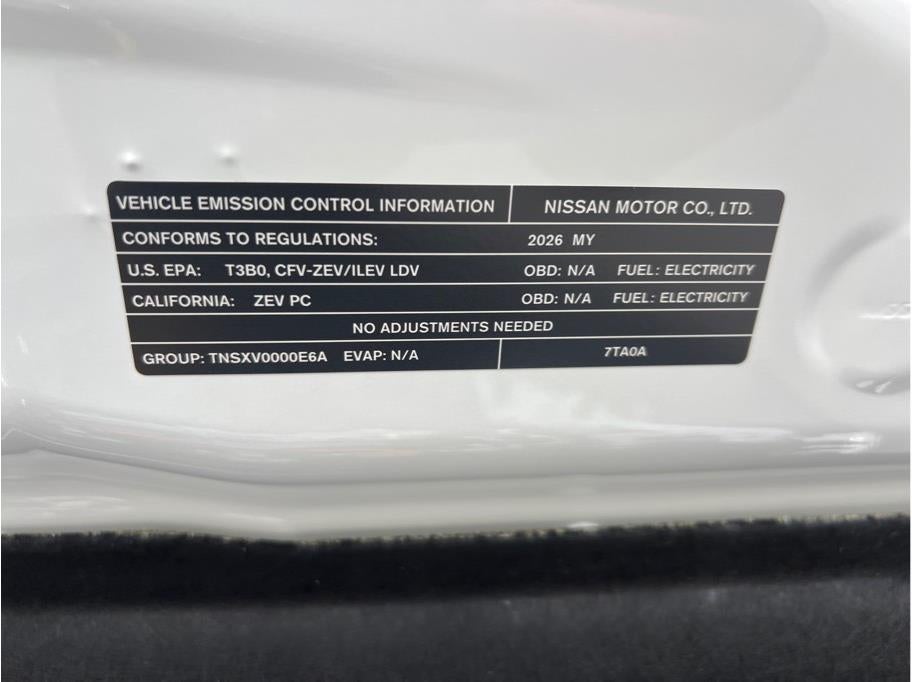 VEHICLE EMISSION CONTROL INFORMATION NISSAN MOTOR CO., LTD.
CONFORMS TO REGULATIONS: 2026 MY
U.S. EPA: T3B0, CFV-ZEV/ILEV LDV OBD: N/A FUEL: ELECTRICITY
CALIFORNIA: ZEV PC OBD: N/A FUEL: ELECTRICITY
NO ADJUSTMENTS NEEDED
GROUP: TNSXV0000E6A EVAP: N/A 7TA0A